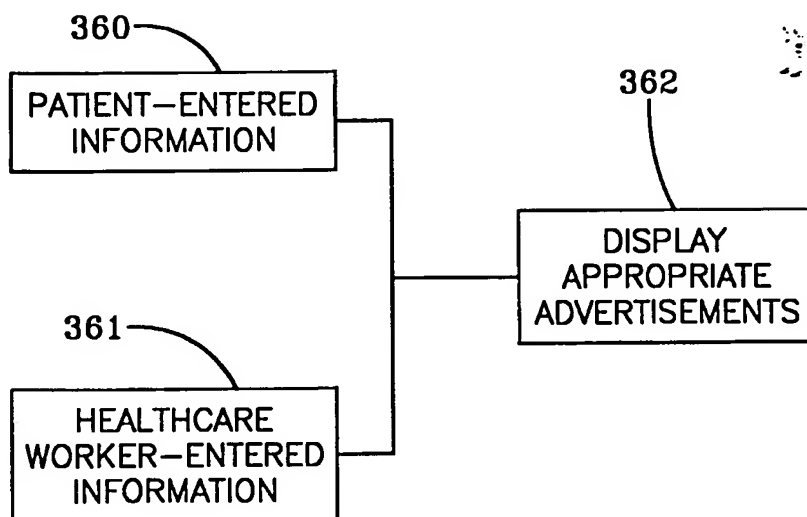 360
PATIENT–ENTERED
INFORMATION
362
DISPLAY
APPROPRIATE
ADVERTISEMENTS
361
HEALTHCARE
WORKER–ENTERED
INFORMATION